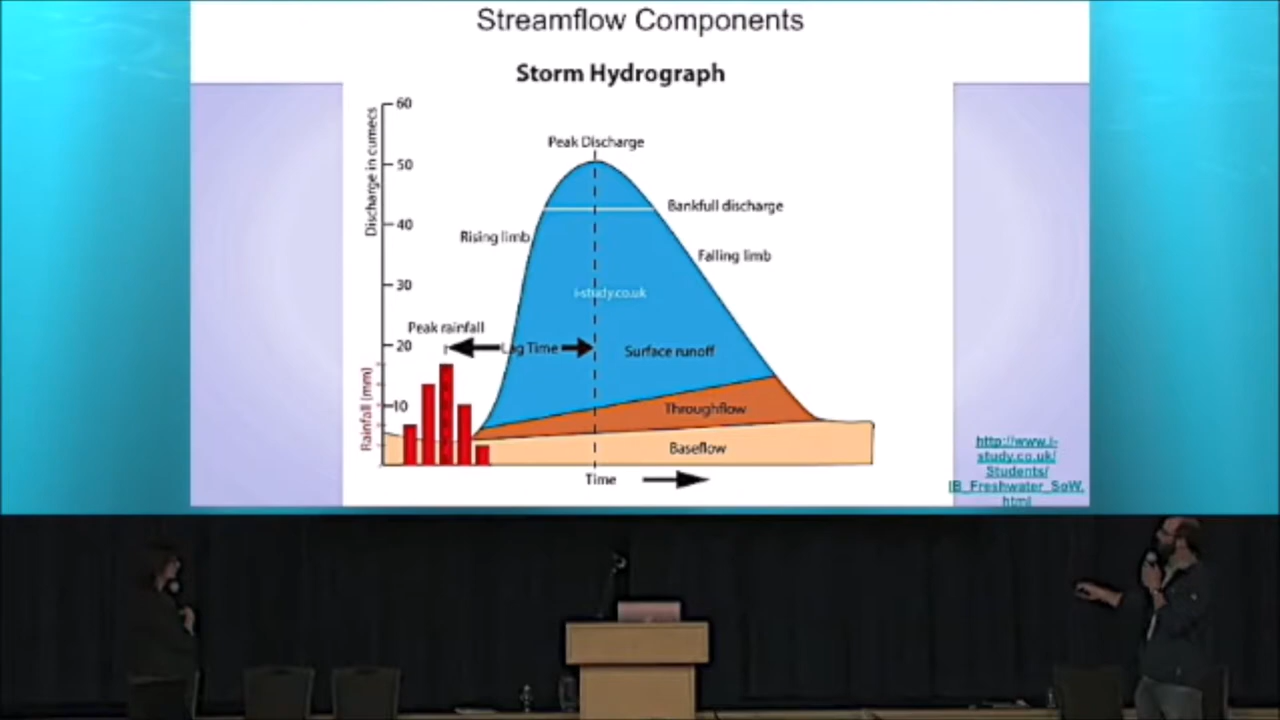 Streamflow Components
Storm Hydrograph
60
Discharge in cumecs
Peak Discharge
50
Bankfull discharge
40
Rising limb
Falling limb
30
i-study.co.uk
Peak rainfall
20
Lag Time
Surface runoff
Rainfall (mm)
10
Throughflow
Baseflow
Time
http://www.i-
study.co.uk/
Students/
IB_Freshwater_SoW.
html